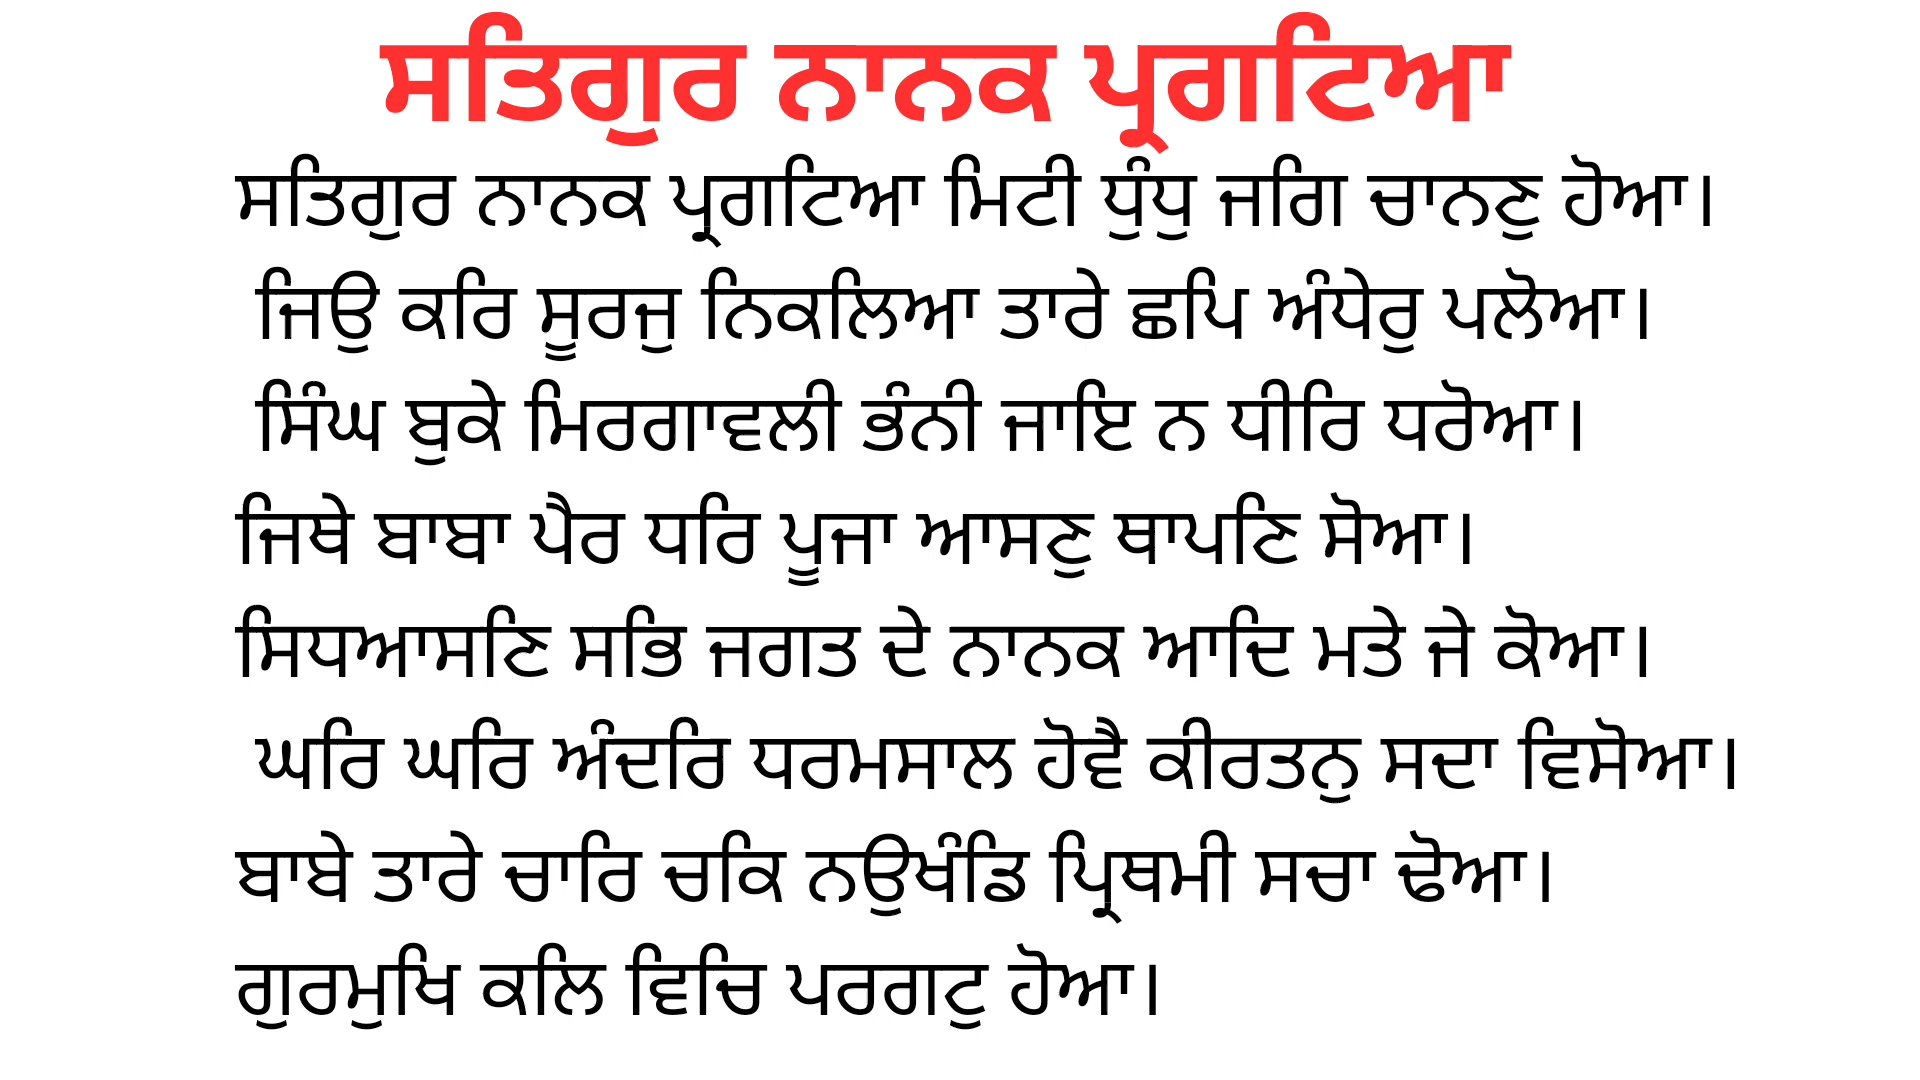 ਸਤਿਗੁਰ ਨਾਨਕ ਪ੍ਰਗਟਿਆ
ਸਤਿਗੁਰ ਨਾਨਕ ਪ੍ਰਗਟਿਆ ਮਿਟੀ ਧੁੰਧੁ ਜਗਿ ਚਾਨਣੁ ਹੋਆ।
ਜਿਉ ਕਰਿ ਸੂਰਜੁ ਨਿਕਲਿਆ ਤਾਰੇ ਛਪਿ ਅੰਧੇਰੁ ਪਲੋਆ।
ਸਿੰਘ ਬੁਕੇ ਮਿਰਗਾਵਲੀ ਭੰਨੀ ਜਾਇ ਨ ਧੀਰਿ ਧਰੋਆ।
ਜਿਥੇ ਬਾਬਾ ਪੈਰ ਧਰਿ ਪੂਜਾ ਆਸਣੁ ਥਾਪਣਿ ਸੋਆ।
ਸਿਧਆਸਣਿ ਸਭਿ ਜਗਤ ਦੇ ਨਾਨਕ ਆਦਿ ਮਤੇ ਜੇ ਕੋਆ।
ਘਰਿ ਘਰਿ ਅੰਦਰਿ ਧਰਮਸਾਲ ਹੋਵੈ ਕੀਰਤਨੁ ਸਦਾ ਵਿਸੋਆ।
ਬਾਬੇ ਤਾਰੇ ਚਾਰਿ ਚਕਿ ਨਉਖੰਡਿ ਪ੍ਰਿਥਮੀ ਸਚਾ ਢੋਆ।
ਗੁਰਮੁਖਿ ਕਲਿ ਵਿਚਿ ਪਰਗਟੁ ਹੋਆ।